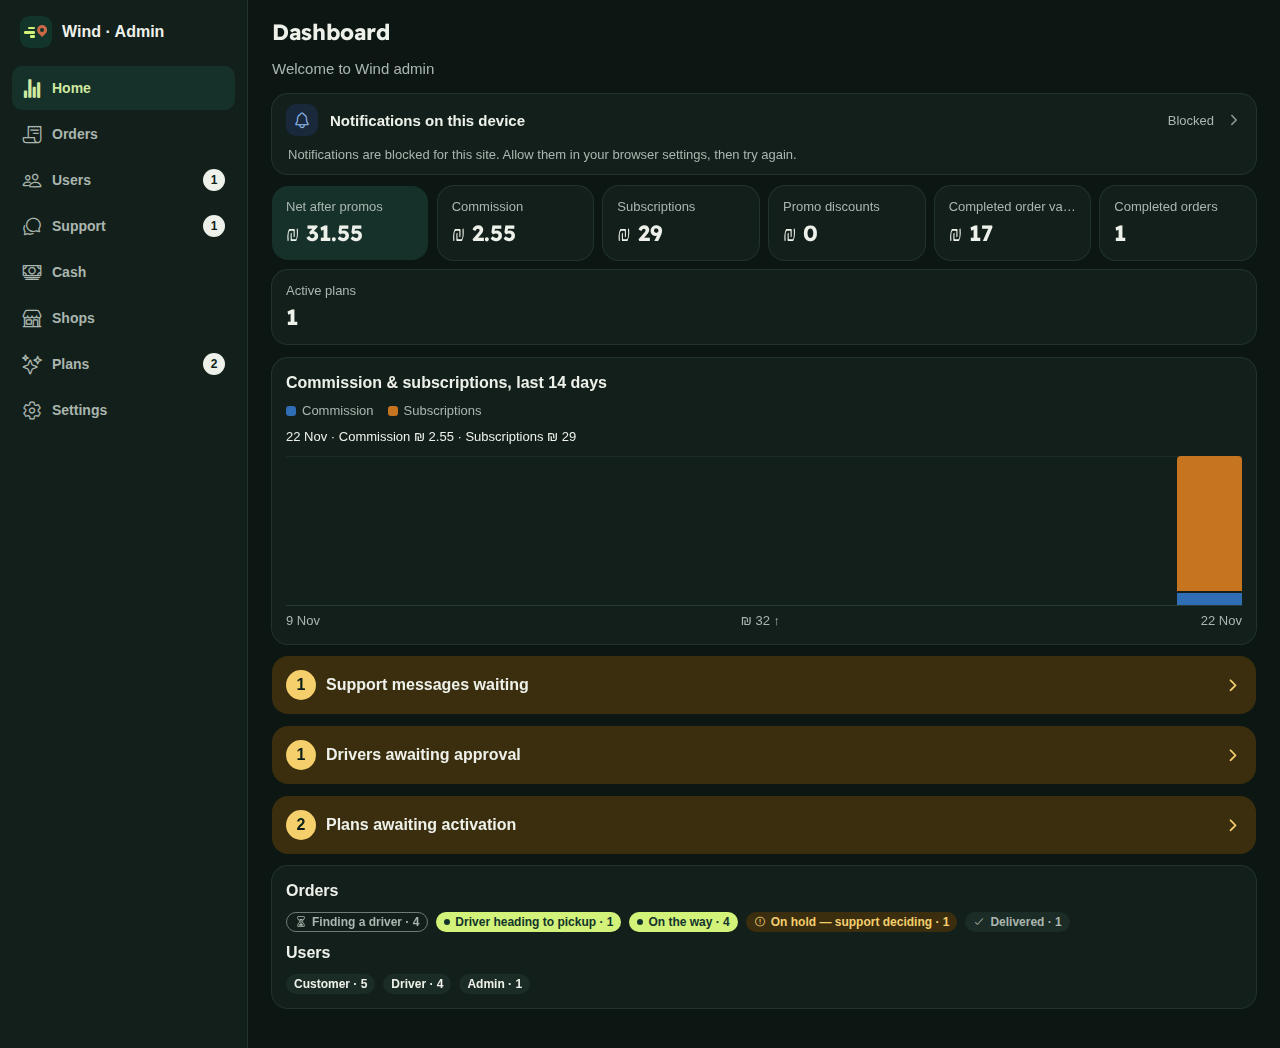 Wind · Admin
Home
Orders
Users 1
Support 1
Cash
Shops
Plans 2
Settings
Dashboard
Welcome to Wind admin
Notifications on this device
Blocked
Notifications are blocked for this site. Allow them in your browser settings, then try again.
Net after promos
₪ 31.55
Commission
₪ 2.55
Subscriptions
₪ 29
Promo discounts
₪ 0
Completed order va…
₪ 17
Completed orders
1
Active plans
1
Commission & subscriptions, last 14 days
Commission Subscriptions
22 Nov · Commission ₪ 2.55 · Subscriptions ₪ 29
9 Nov ₪ 32 ↑ 22 Nov
1 Support messages waiting
1 Drivers awaiting approval
2 Plans awaiting activation
Orders
Finding a driver · 4 Driver heading to pickup · 1 On the way · 4 On hold — support deciding · 1 Delivered · 1
Users
Customer · 5 Driver · 4 Admin · 1